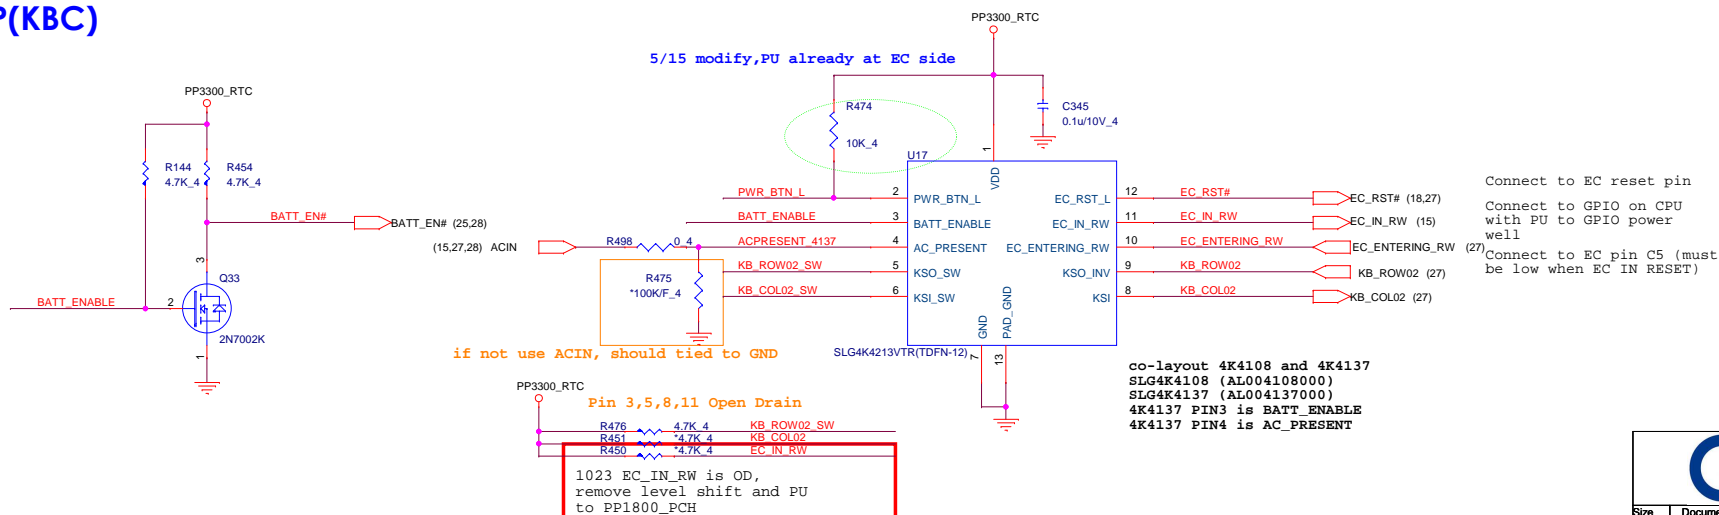 P(KBC)
PP3300_RTC
5/15 modify,PU already at EC side
R474
10K_4
C345
0.1u/10V_4
PP3300_RTC
R144
4.7K_4
R454
4.7K_4
BATT_EN#
BATT_EN# (25,28)
3
Q33
BATT_ENABLE
2
2N7002K
1
U17
1
VDD
PWR_BTN_L
2
PWR_BTN_L
BATT_ENABLE
3
BATT_ENABLE
(15,27,28) ACIN
R498
0_4
ACPRESENT_4137
4
AC_PRESENT
R475
*100K/F_4
KB_ROW02_SW
5
KSO_SW
KB_COL02_SW
6
KSI_SW
EC_RST_L
12
EC_RST#
EC_RST# (18,27)
EC_IN_RW
11
EC_IN_RW
EC_IN_RW (15)
EC_ENTERING_RW
10
EC_ENTERING_RW
EC_ENTERING_RW (27)
KSO_INV
9
KB_ROW02
KB_ROW02 (27)
KSI
8
KB_COL02
KB_COL02 (27)
GND
PAD_GND
7
13
SLG4K4213VTR(TDFN-12)
Connect to EC reset pin
Connect to GPIO on CPU
with PU to GPIO power
well
Connect to EC pin C5 (must
be low when EC IN RESET)
if not use ACIN, should tied to GND
PP3300_RTC
Pin 3,5,8,11 Open Drain
R476 4.7K_4 KB_ROW02_SW
R451 *4.7K_4 KB_COL02
R450 *4.7K_4 EC_IN_RW
1023 EC_IN_RW is OD,
remove level shift and PU
to PP1800_PCH
co-layout 4K4108 and 4K4137
SLG4K4108 (AL004108000)
SLG4K4137 (AL004137000)
4K4137 PIN3 is BATT_ENABLE
4K4137 PIN4 is AC_PRESENT
Size